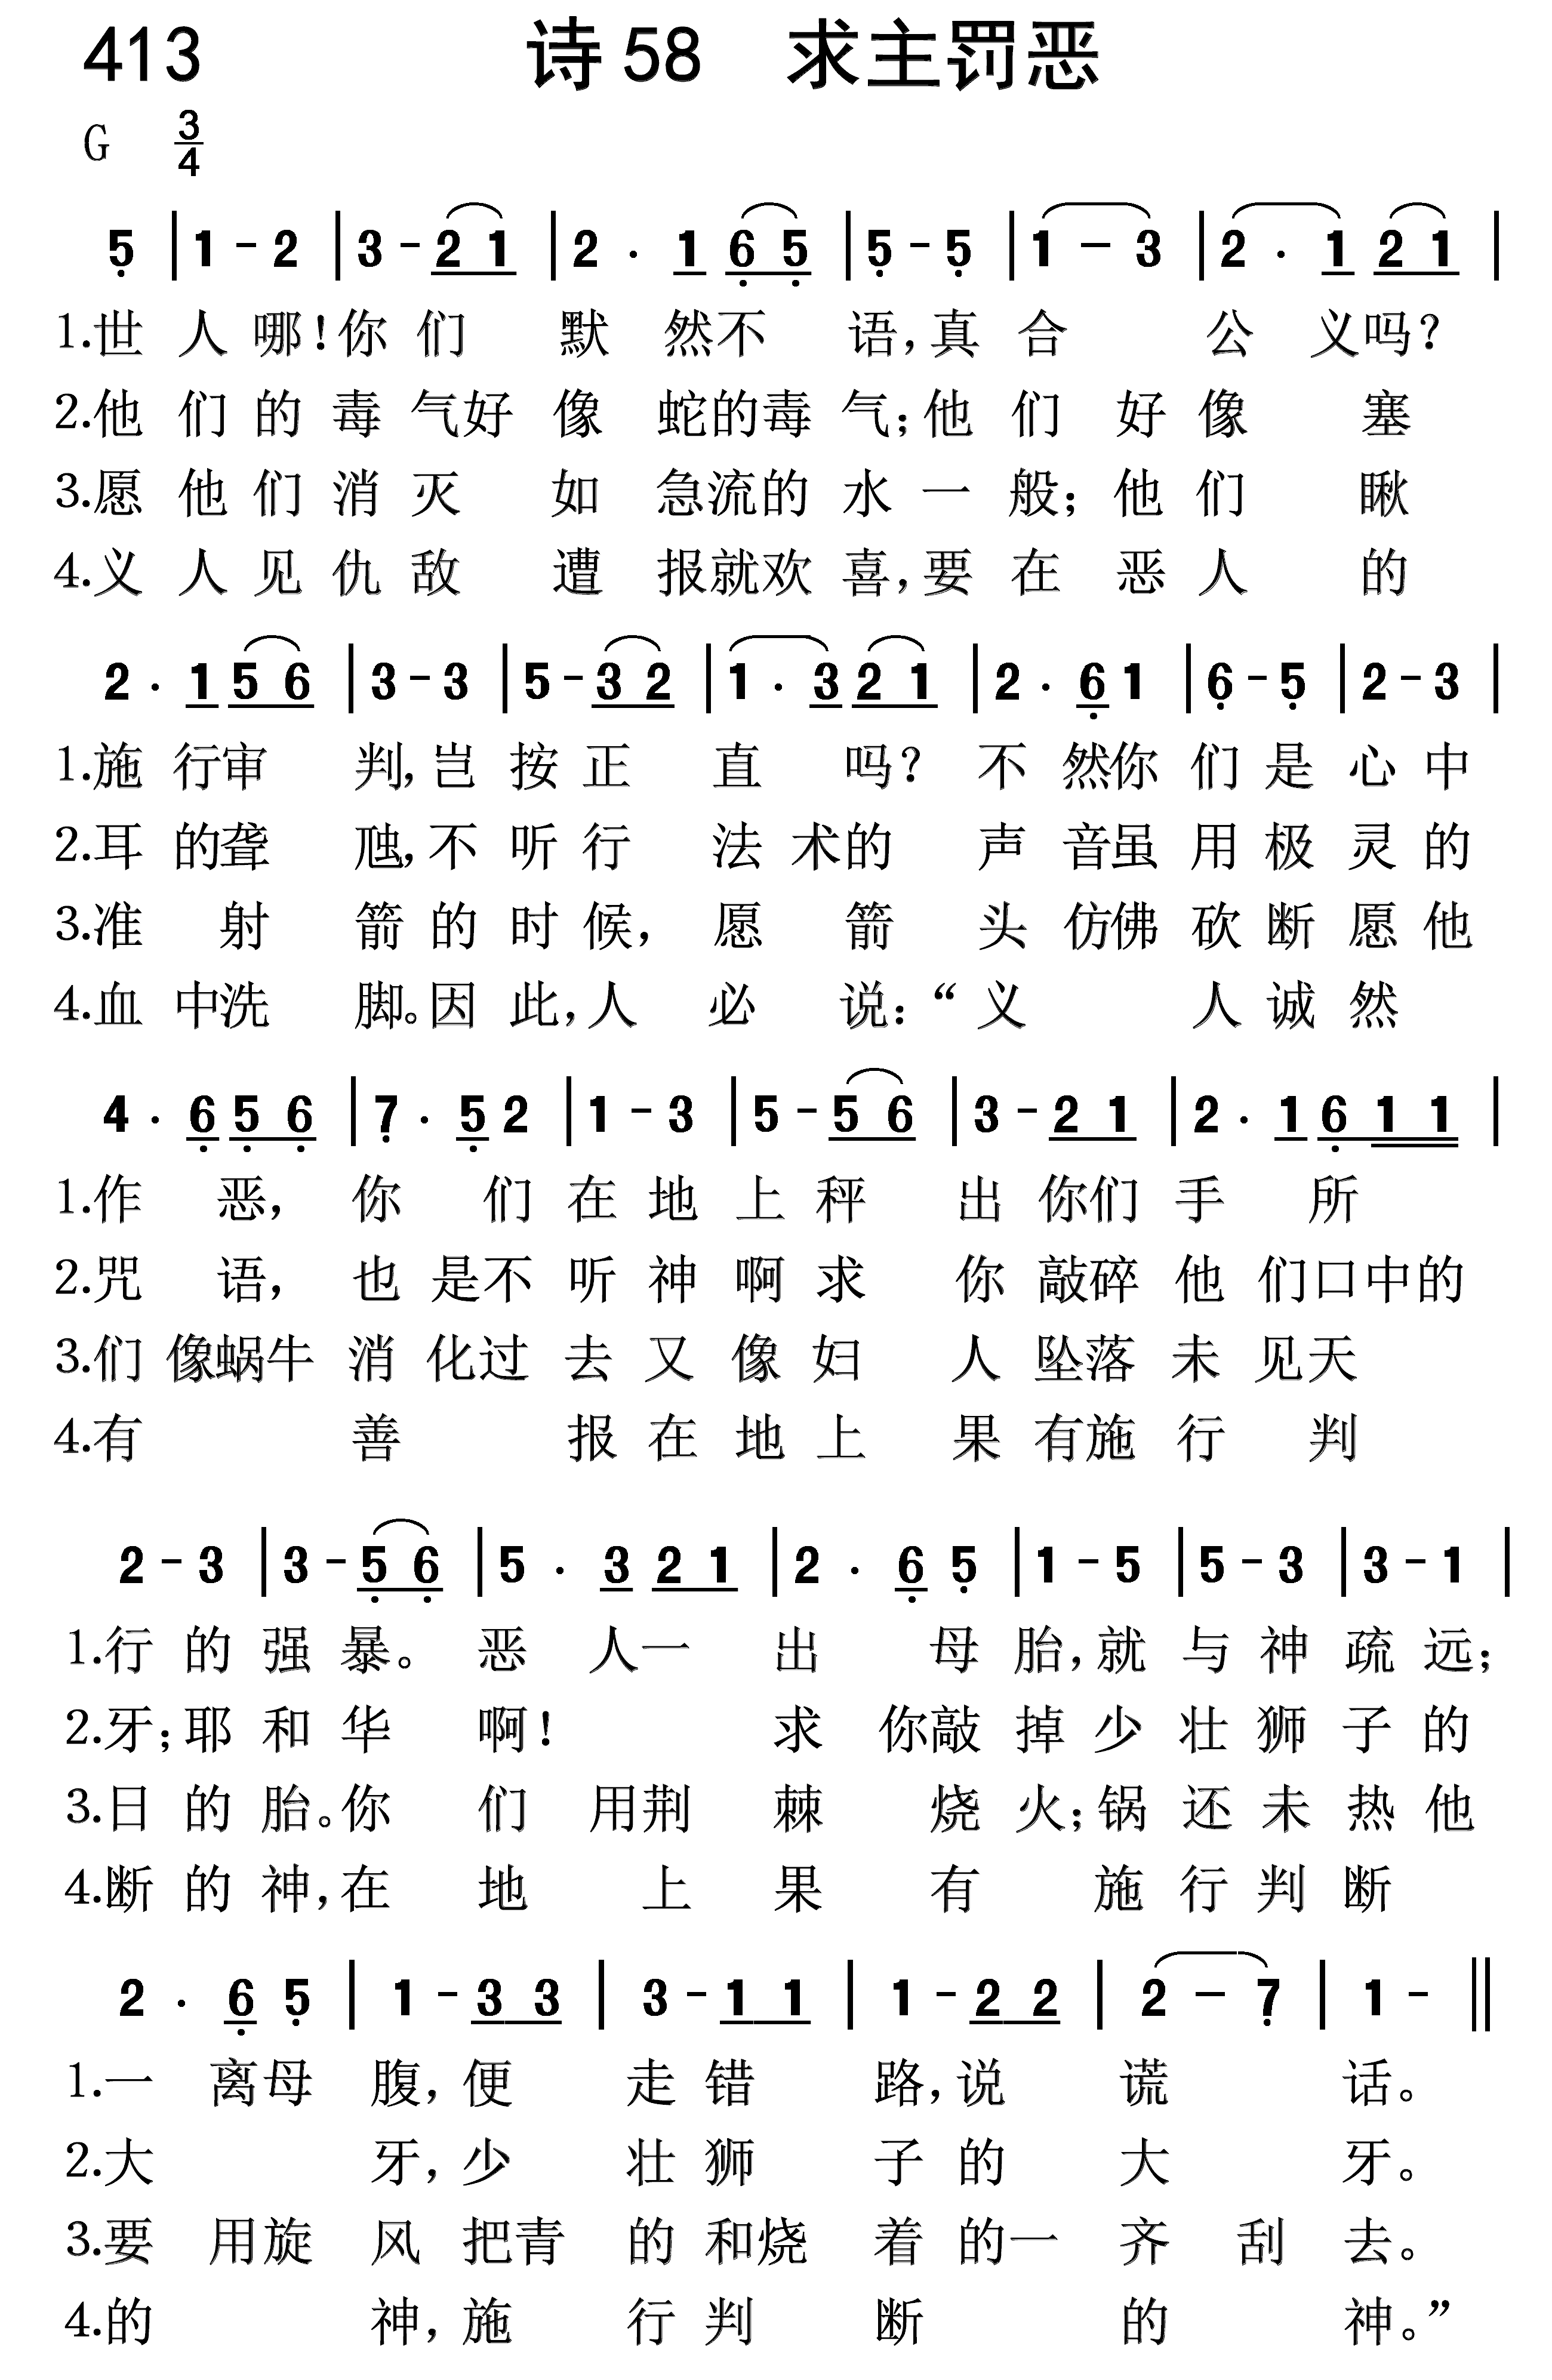 413 诗58 求主罚恶
G 3/4
5 | 1 - 2 | 3 - 2 1 | 2 . 1 6 5 | 5 - 5 | 1 - 3 | 2 . 1 2 1 |
1.世人哪!你们默然不语,真合公义吗?
2.他们的毒气好像蛇的毒气;他们好像塞
3.愿他们消灭如急流的水一般;他们瞅
4.义人见仇敌遭报就欢喜,要在恶人的
2 . 1 5 6 | 3 - 3 | 5 - 3 2 | 1 . 3 2 1 | 2 . 6 1 | 6 - 5 | 2 - 3 |
1.施行审判,岂按正直吗?不然你们是心中
2.耳的聋虺,不听行法术的声音虽用极灵的
3.准射箭的时候,愿箭头仿佛砍断愿他
4.血中洗脚。因此,人必说:“义人诚然
4 . 6 5 6 | 7 . 5 2 | 1 - 3 | 5 - 5 6 | 3 - 2 1 | 2 . 1 6 1 1 |
1.作恶,你们在地上秤出你们手所
2.咒语,也是不听神啊求你敲碎他们口中的
3.们像蜗牛消化过去又像妇人坠落未见天
4.有善报在地上果有施行判
2 - 3 | 3 - 5 6 | 5 . 3 2 1 | 2 . 6 5 | 1 - 5 | 5 - 3 | 3 - 1 |
1.行的强暴。恶人一出母胎,就与神疏远;
2.牙;耶和华啊!求你敲掉少壮狮子的
3.日的胎。你们用荆棘烧火;锅还未热他
4.断的神,在地上果有施行判断
2 . 6 5 | 1 - 3 3 | 3 - 1 1 | 1 - 2 2 | 2 - 7 | 1 - ||
1.一离母腹,便走错路,说谎话。
2.大牙,少壮狮子的大牙。
3.要用旋风把青的和烧着的一齐刮去。
4.的神,施行判断的神。”